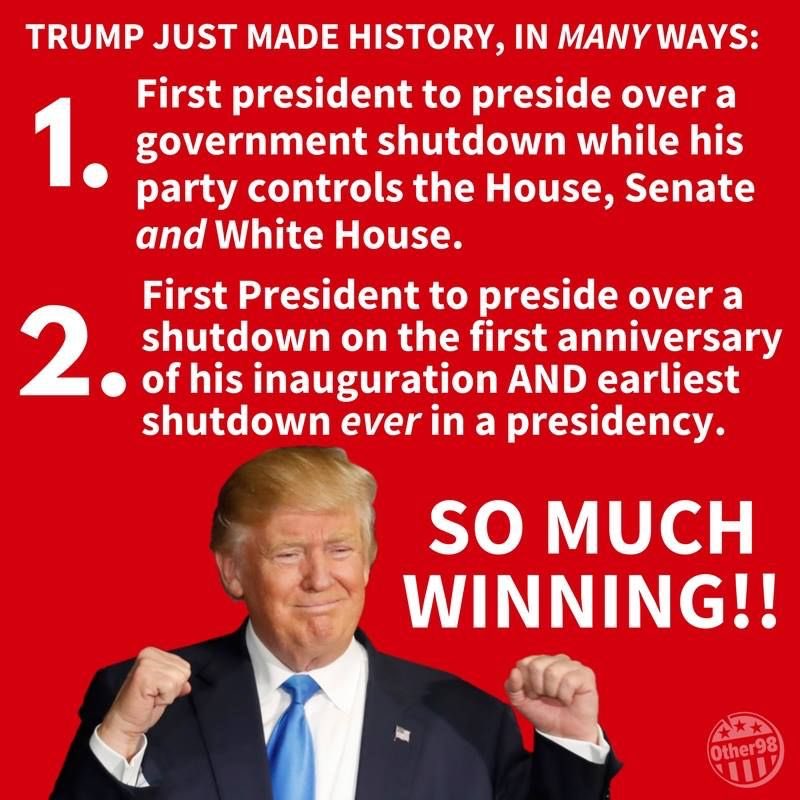 TRUMP JUST MADE HISTORY, IN MANY WAYS:
1. First president to preside over a
government shutdown while his
party controls the House, Senate
and White House.
2. First President to preside over a
shutdown on the first anniversary
of his inauguration AND earliest
shutdown ever in a presidency.
SO MUCH
WINNING!!
Other98